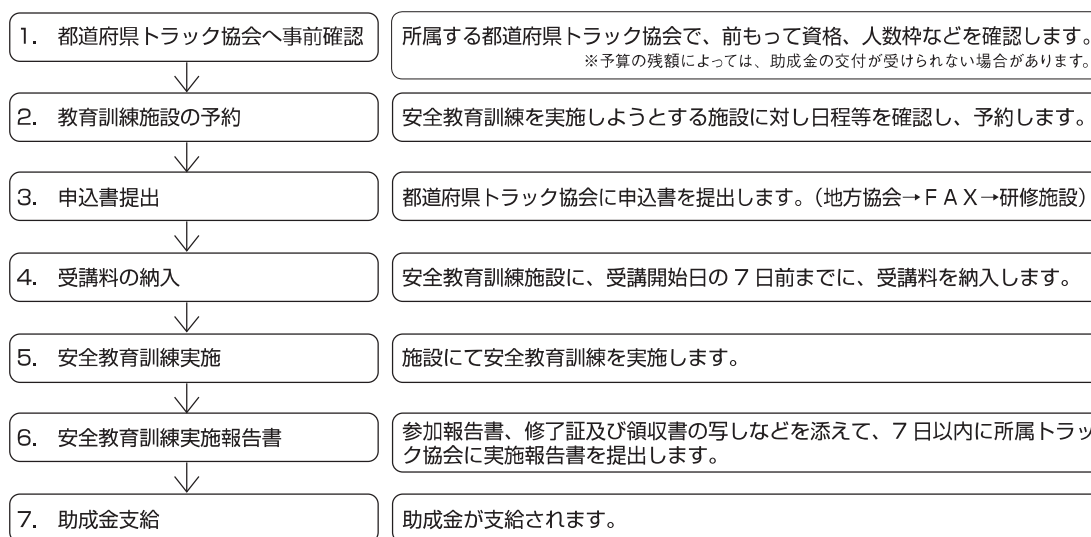 1. 都道府県トラック協会へ事前確認
所属する都道府県トラック協会で、前もって資格、人数枠などを確認します。
※予算の残額によっては、助成金の交付が受けられない場合があります。
2. 教育訓練施設の予約
安全教育訓練を実施しようとする施設に対し日程等を確認し、予約します。
3. 申込書提出
都道府県トラック協会に申込書を提出します。(地方協会→FAX→研修施設)
4. 受講料の納入
安全教育訓練施設に、受講開始日の7日前までに、受講料を納入します。
5. 安全教育訓練実施
施設にて安全教育訓練を実施します。
6. 安全教育訓練実施報告書
参加報告書、修了証及び領収書の写しなどを添えて、7日以内に所属トラッ
ク協会に実施報告書を提出します。
7. 助成金支給
助成金が支給されます。